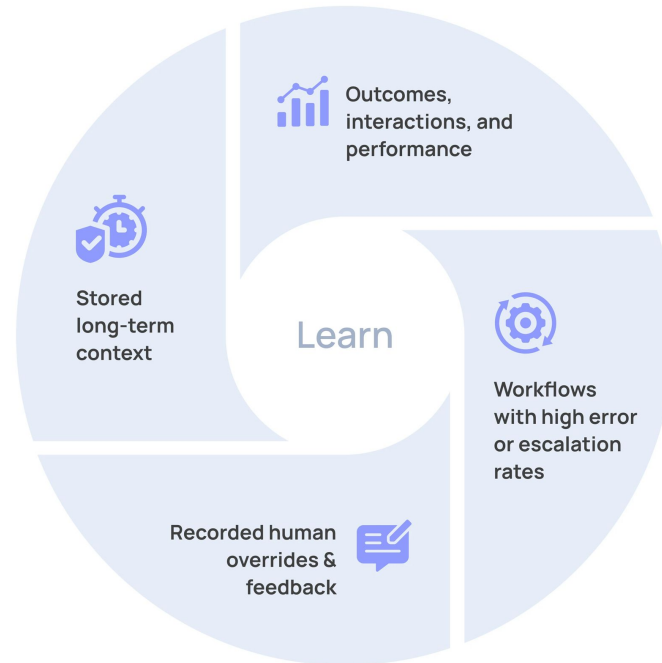 Outcomes,
interactions, and
performance
Stored
long-term
context
Learn
Workflows
with high error
or escalation
rates
Recorded human
overrides &
feedback